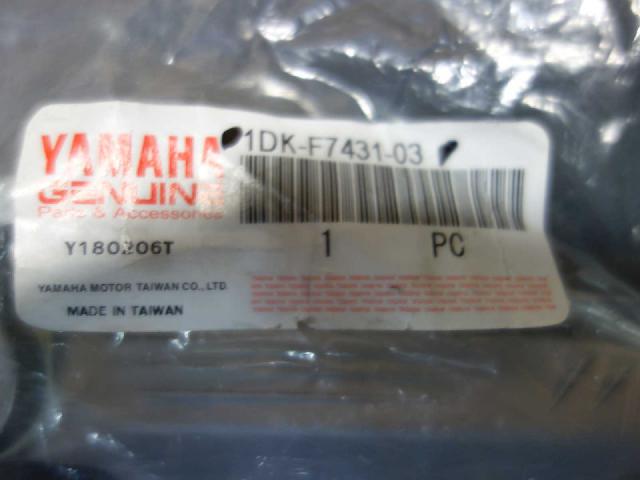 YAMAHA
GENUINE
Parts & Accessories
1DK-F7431-03
1 PC
Y180206T
YAMAHA MOTOR TAIWAN CO., LTD.
MADE IN TAIWAN